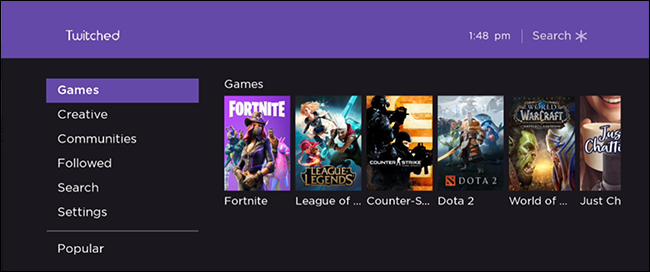 Twitched
1:48 pm
Search
Games
Creative
Communities
Followed
Search
Settings
Popular
Games
FORTNITE
LEAGUE OF
LEGENDS
COUNTER STRIKE
DOTA 2
WORLD
OF
WARCRAFT
Just
Chatti
Fortnite
League of ...
Counter-S...
Dota 2
World of ...
Just Ch